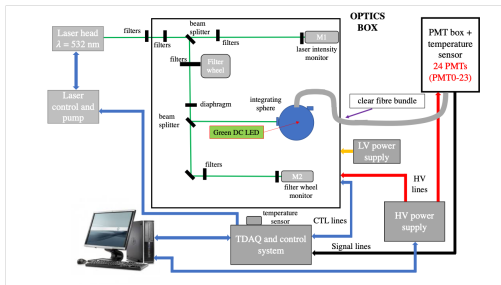 Laser head
λ = 532 nm
filters
filters
beam
splitter
filters
M1
laser intensity
monitor
OPTICS
BOX
PMT box +
temperature
sensor
24 PMTs
(PMT0-23)
filters
Filter
wheel
Laser
control and
pump
diaphragm
integrating
sphere
clear fibre bundle
beam
splitter
Green DC LED
LV power
supply
filters
M2
filter wheel
monitor
HV
lines
temperature
sensor
CTL lines
HV power
supply
TDAQ and control
system
Signal lines